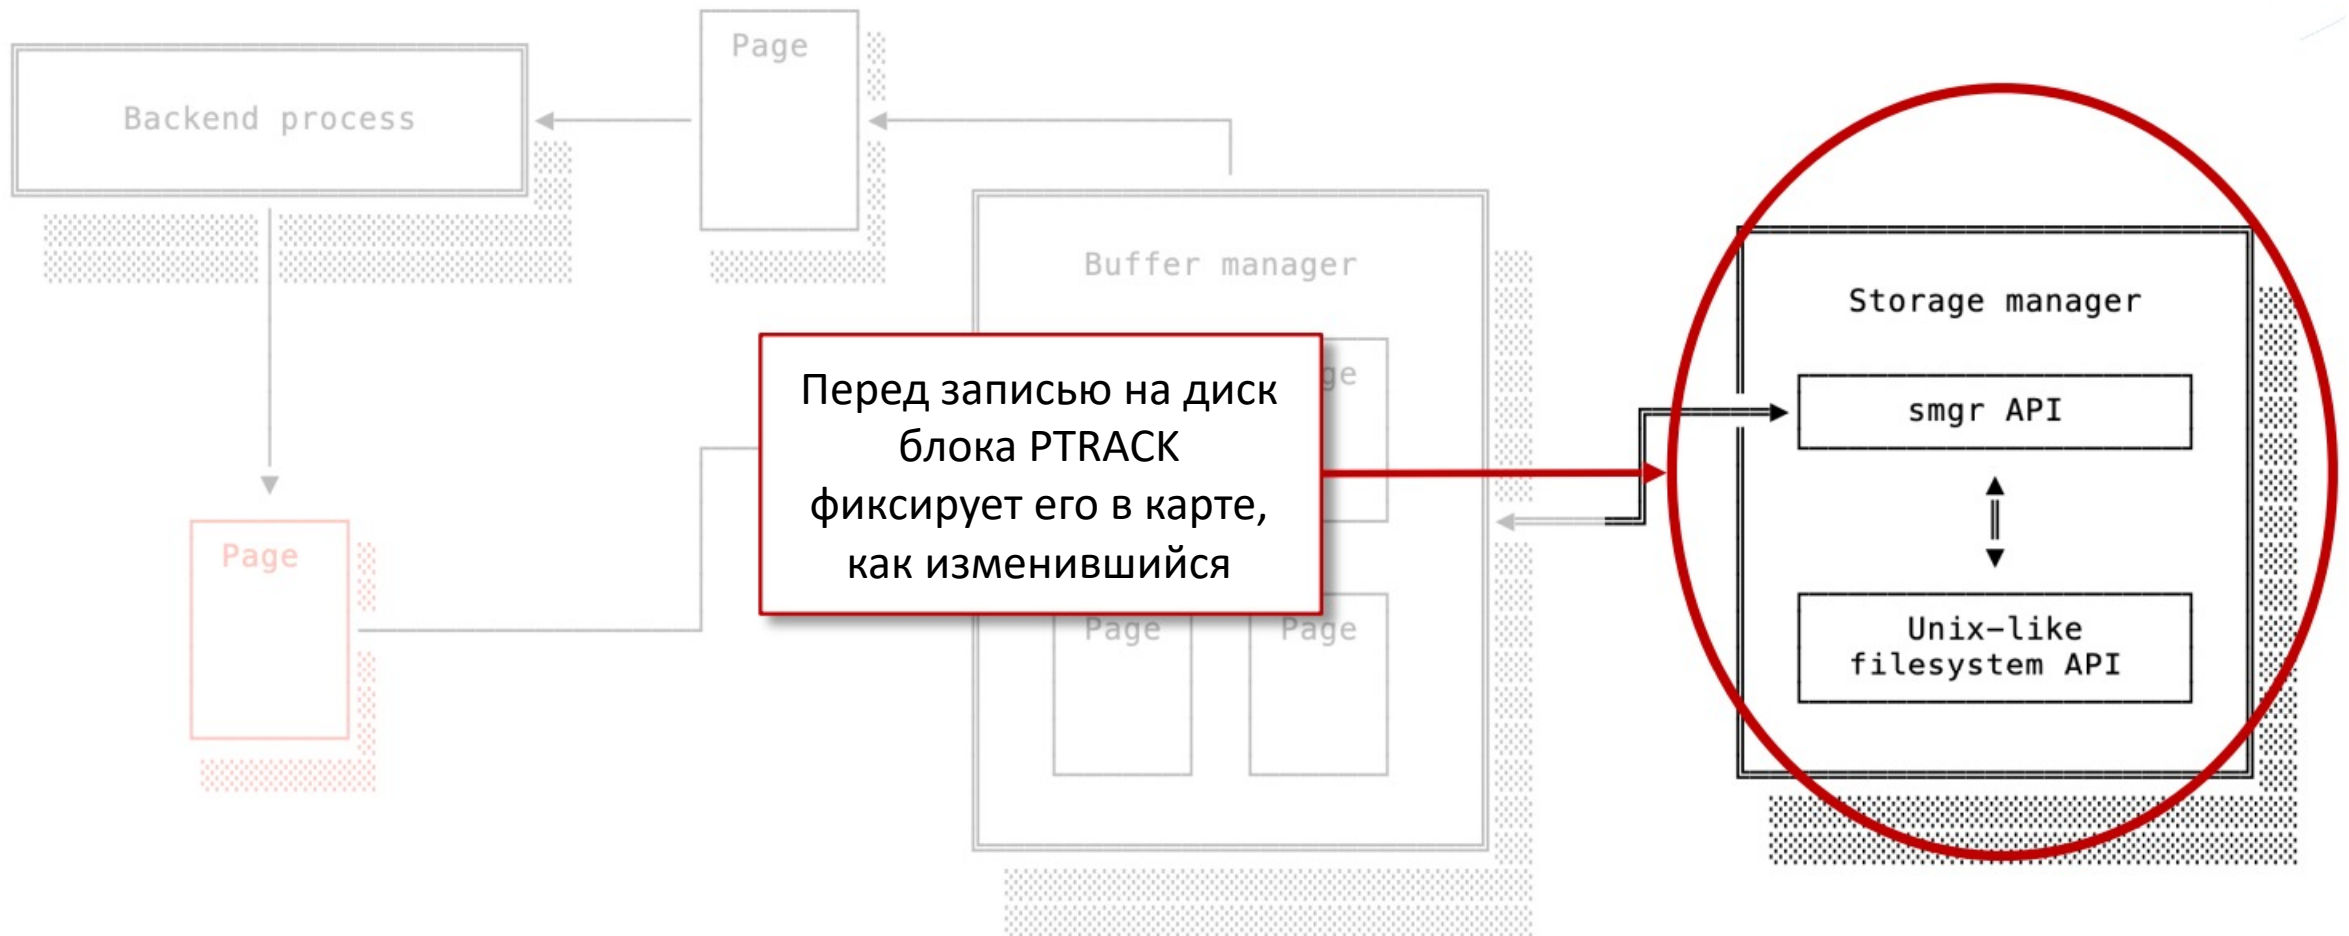 Page
Backend process
Buffer manager
Storage manager
Перед записью на диск
блока PTRACK
фиксирует его в карте,
как изменившийся
smgr API
Page
Page
Page
Unix-like
filesystem API